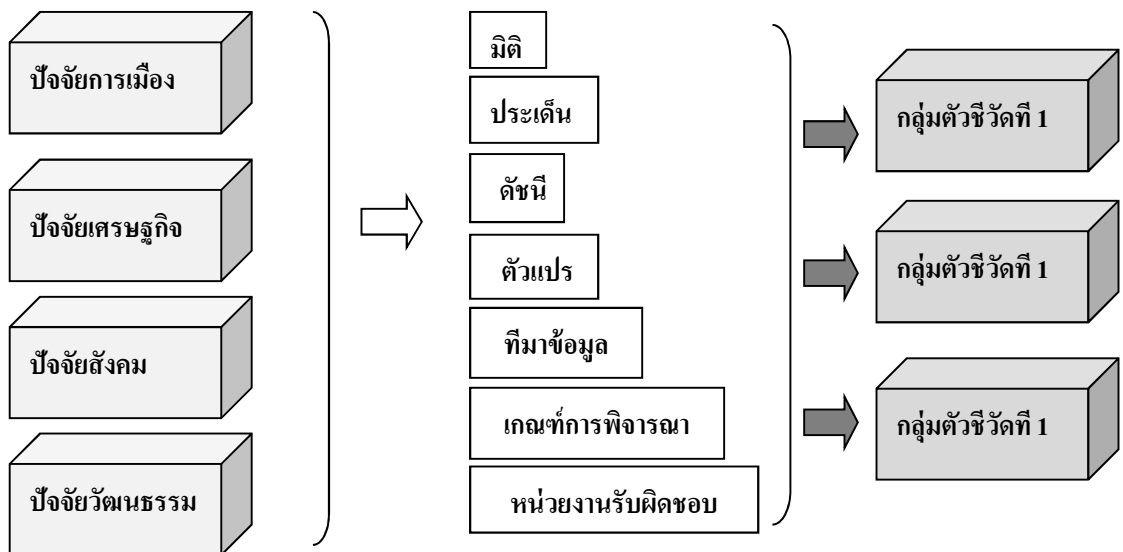 ปัจจัยการเมือง
ปัจจัยเศรษฐกิจ
ปัจจัยสังคม
ปัจจัยวัฒนธรรม
มิติ
ประเด็น
ดัชนี
ตัวแปร
ทีมาข้อมูล
เกณฑ์การพิจารณา
หน่วยงานรับผิดชอบ
กลุ่มตัวชีวัดที 1
กลุ่มตัวชีวัดที 1
กลุ่มตัวชีวัดที 1